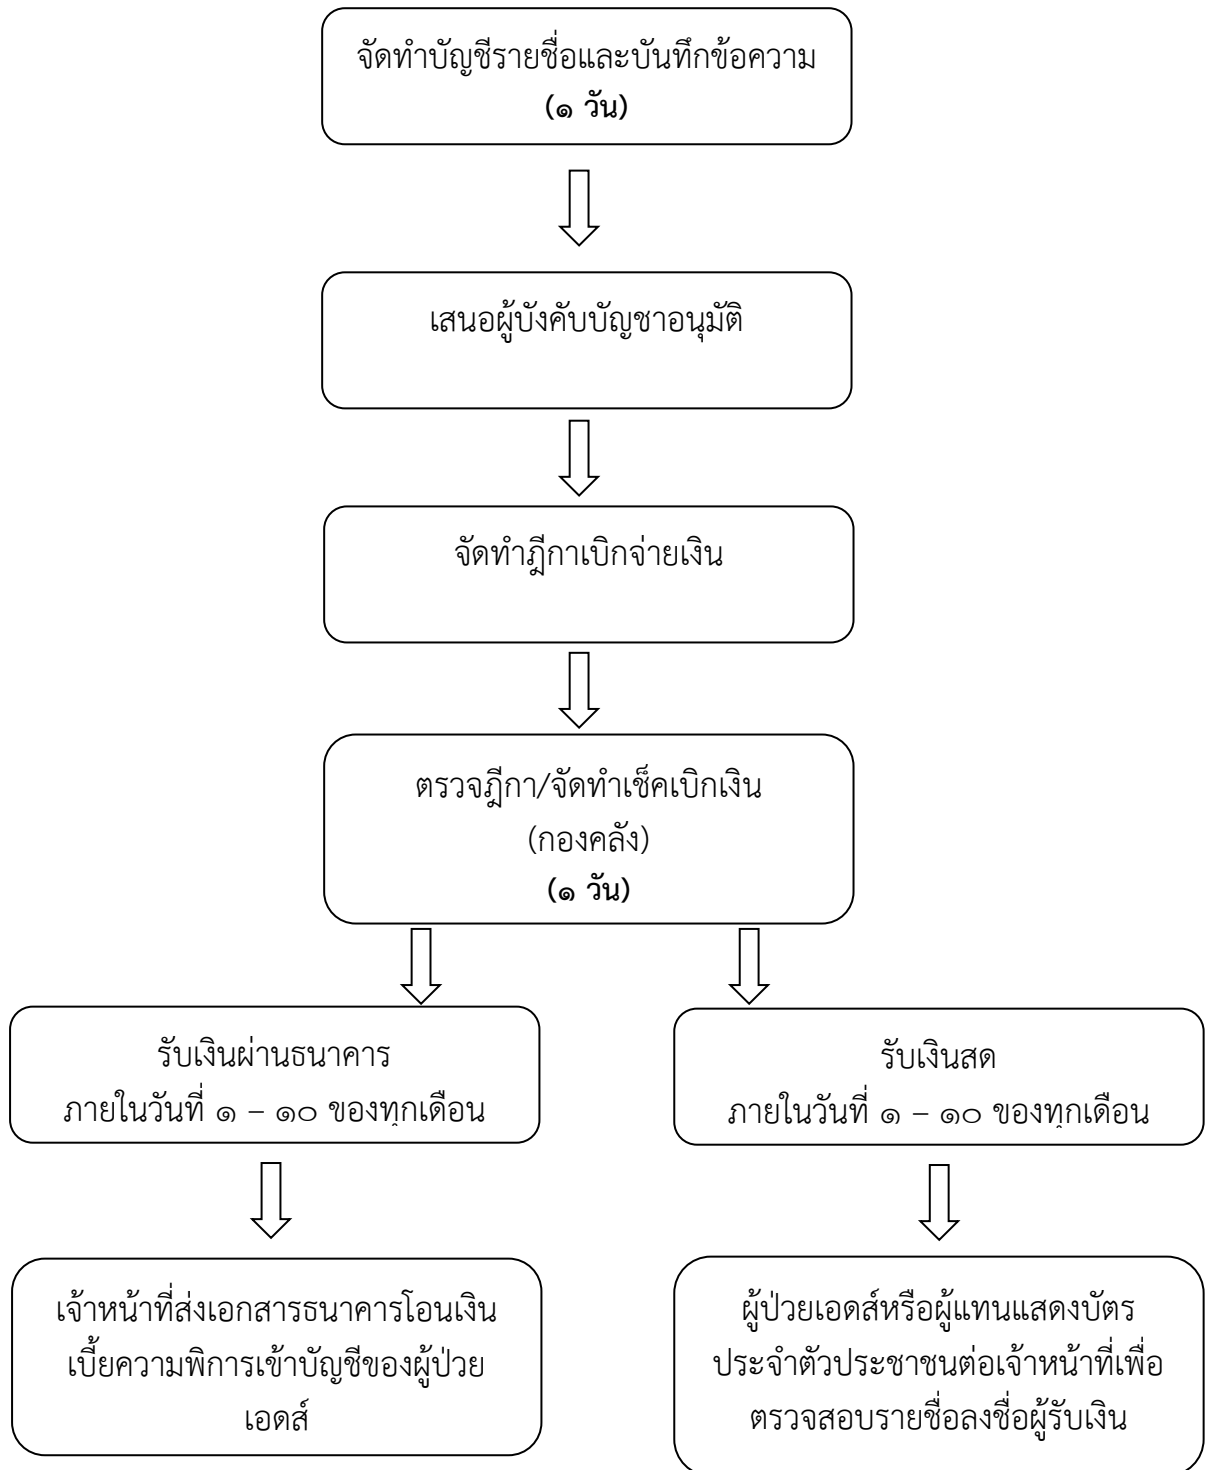 จัดทำบัญชีรายชื่อและบันทึกข้อความ
(๑ วัน)
เสนอผู้บังคับบัญชาอนุมัติ
จัดทำฎีกาเบิกจ่ายเงิน
ตรวจฎีกา/จัดทำเช็คเบิกเงิน
(กองคลัง)
(๑ วัน)
รับเงินผ่านธนาคาร
ภายในวันที่ ๑ – ๑๐ ของทุกเดือน
รับเงินสด
ภายในวันที่ ๑ – ๑๐ ของทุกเดือน
เจ้าหน้าที่ส่งเอกสารธนาคารโอนเงิน
เบี้ยความพิการเข้าบัญชีของผู้ป่วย
เอดส์
ผู้ป่วยเอดส์หรือผู้แทนแสดงบัตร
ประจำตัวประชาชนต่อเจ้าหน้าที่เพื่อ
ตรวจสอบรายชื่อลงชื่อผู้รับเงิน